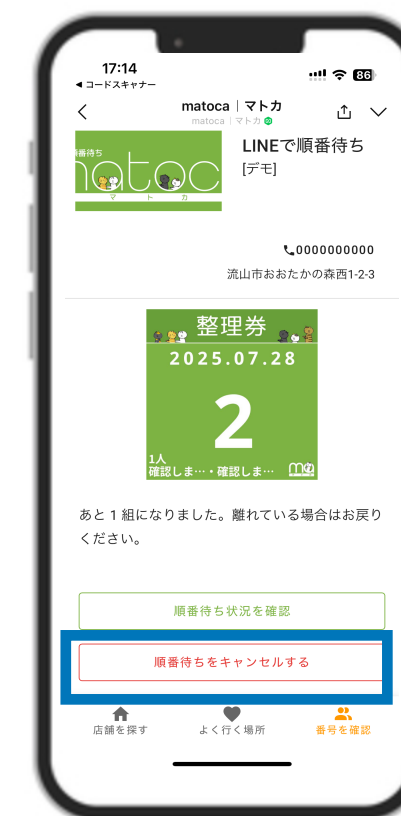 17:14
86
◀ コードスキャナー
matoca｜マトカ
matoca｜マトカ
順番待ち
matoc
マ ト カ
LINEで順番待ち
[デモ]
0000000000
流山市おおたかの森西1-2-3
整理券
2025.07.28
2
1人
確認しま…・確認しま…
あと 1 組になりました。離れている場合はお戻り
ください。
順番待ち状況を確認
順番待ちをキャンセルする
店舗を探す
よく行く場所
番号を確認